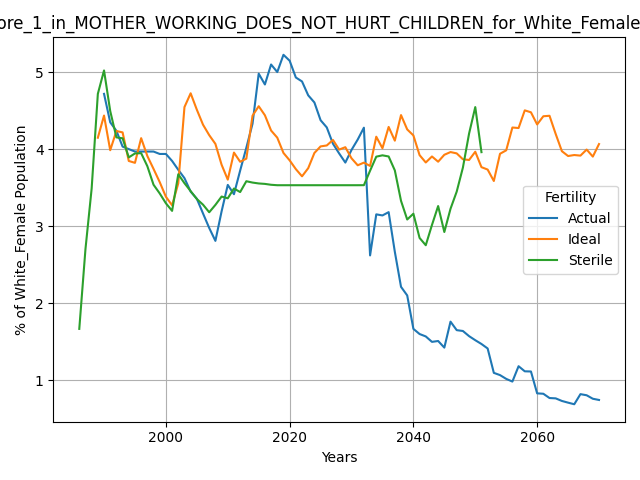 ore_1_in_MOTHER_WORKING_DOES_NOT_HURT_CHILDREN_for_White_Female
% of White_Female Population
5
4
3
2
1
Fertility
Actual
Ideal
Sterile
2000 2020 2040 2060
Years